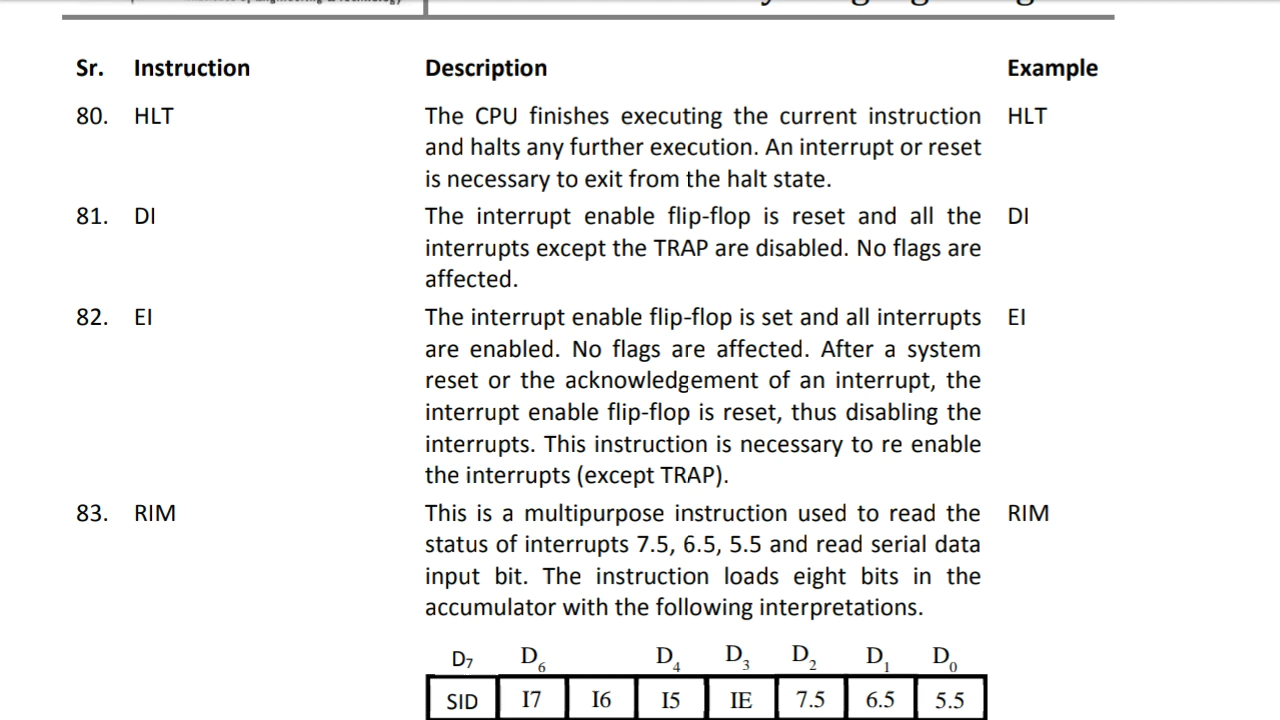 Sr. Instruction Description Example
80. HLT The CPU finishes executing the current instruction HLT
and halts any further execution. An interrupt or reset
is necessary to exit from the halt state.
81. DI The interrupt enable flip-flop is reset and all the DI
interrupts except the TRAP are disabled. No flags are
affected.
82. EI The interrupt enable flip-flop is set and all interrupts EI
are enabled. No flags are affected. After a system
reset or the acknowledgement of an interrupt, the
interrupt enable flip-flop is reset, thus disabling the
interrupts. This instruction is necessary to re enable
the interrupts (except TRAP).
83. RIM This is a multipurpose instruction used to read the RIM
status of interrupts 7.5, 6.5, 5.5 and read serial data
input bit. The instruction loads eight bits in the
accumulator with the following interpretations.
D7 D6 D4 D3 D2 D1 D0
SID I7 I6 I5 IE 7.5 6.5 5.5